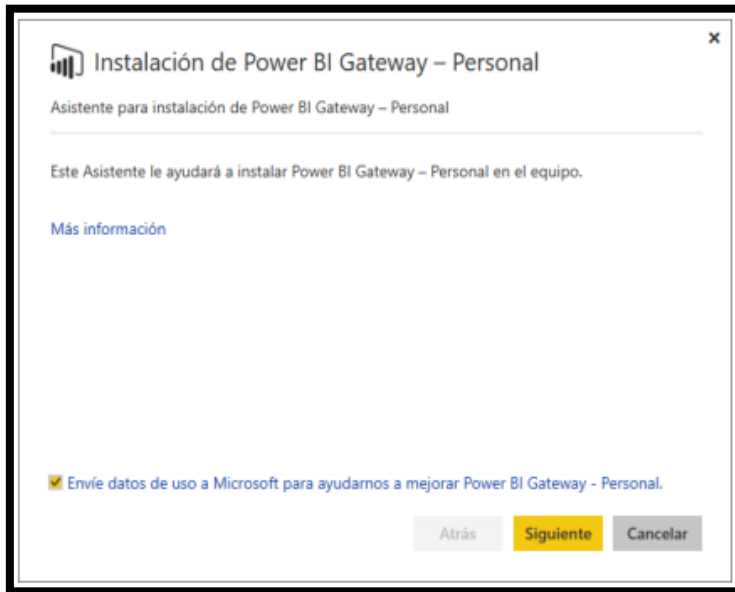 Instalación de Power BI Gateway – Personal
Asistente para instalación de Power BI Gateway – Personal
Este Asistente le ayudará a instalar Power BI Gateway – Personal en el equipo.
Más información
Envíe datos de uso a Microsoft para ayudarnos a mejorar Power BI Gateway - Personal.
Atrás Siguiente Cancelar